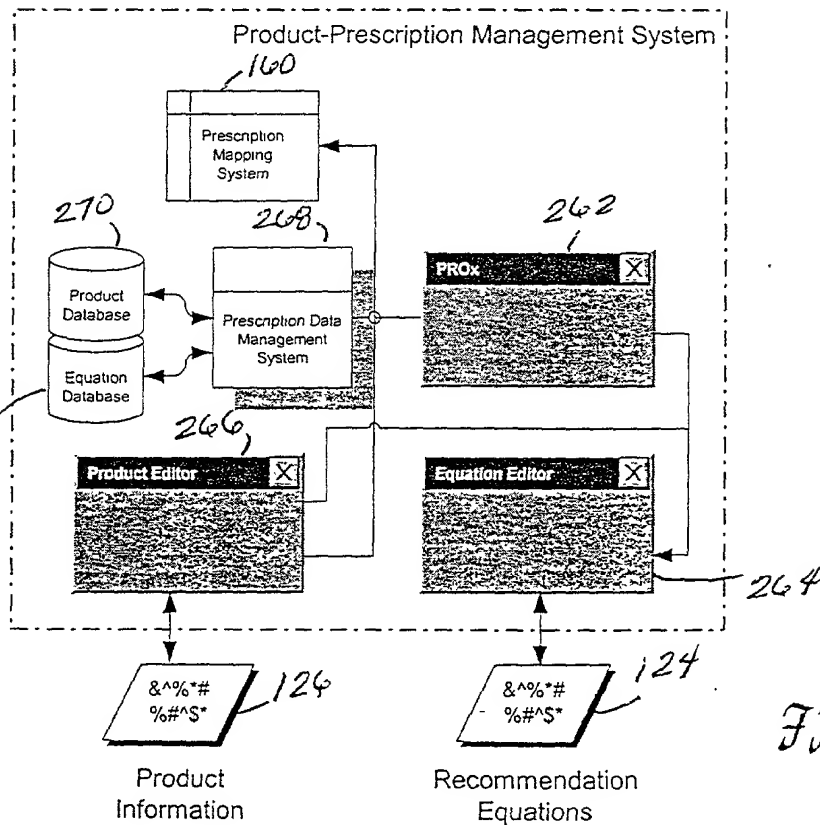 Product-Prescription Management System
160
Prescription
Mapping
System
270
268
262
Product
Database
Equation
Database
Prescription Data
Management
System
PROx
X
266
Product Editor
X
Equation Editor
X
264
&^%*#
%#^$*
126
&^%*#
%#^$*
124
Product
Information
Recommendation
Equations